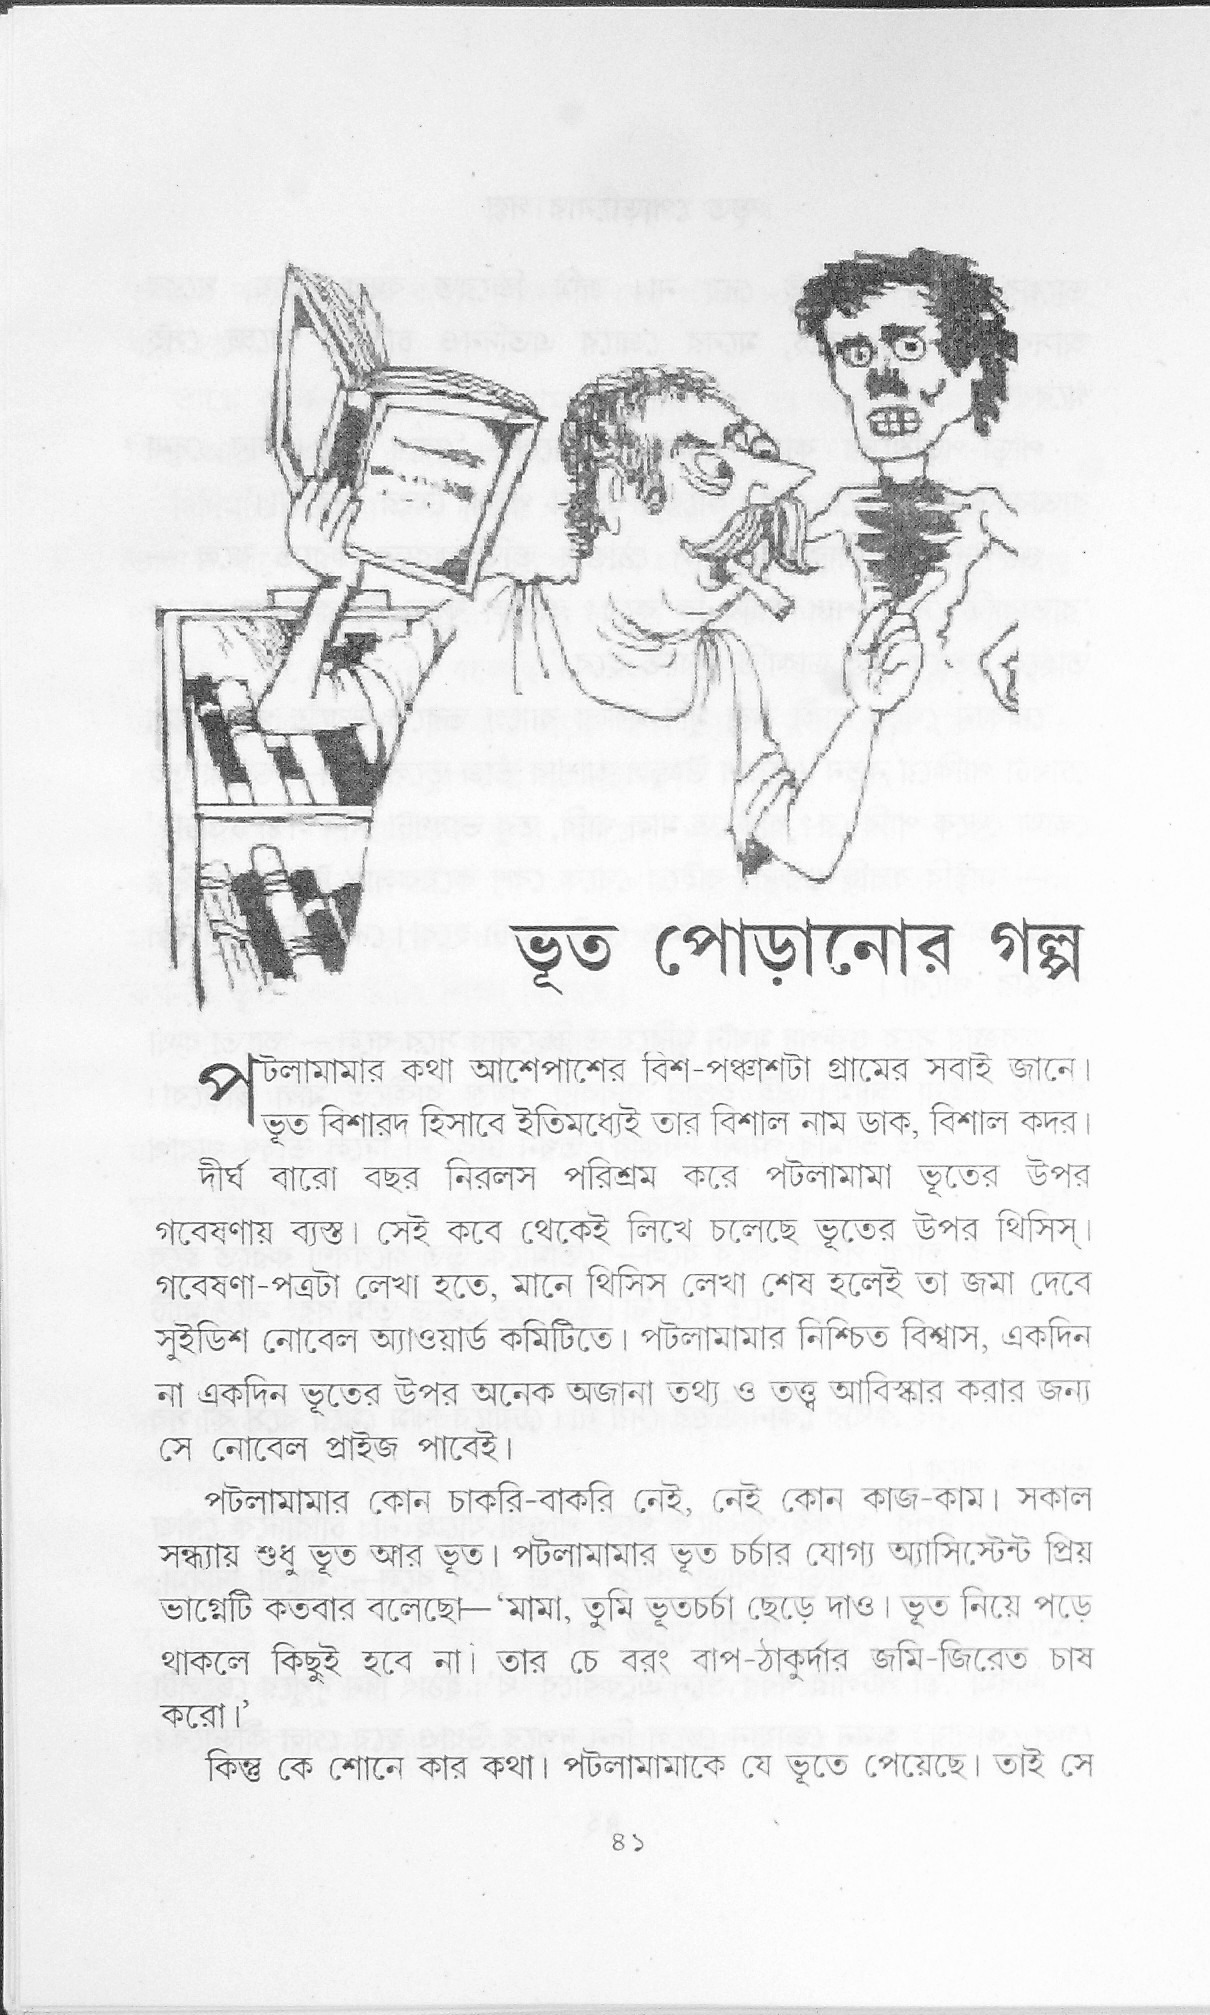 ভূত পোড়ানোর গল্প
পটলামামার কথা আশেপাশের বিশ-পঞ্চাশটা গ্রামের সবাই জানে।
ভূত বিশারদ হিসাবে ইতিমধ্যেই তার বিশাল নাম ডাক, বিশাল কদর।
দীর্ঘ বারো বছর নিরলস পরিশ্রম করে পটলামামা ভূতের উপর
গবেষণায় ব্যস্ত। সেই কবে থেকেই লিখে চলেছে ভূতের উপর থিসিস্।
গবেষণা-পত্রটা লেখা হতে, মানে থিসিস লেখা শেষ হলেই তা জমা দেবে
সুইডিশ নোবেল অ্যাওয়ার্ড কমিটিতে। পটলামামার নিশ্চিত বিশ্বাস, একদিন
না একদিন ভূতের উপর অনেক অজানা তথ্য ও তত্ত্ব আবিস্কার করার জন্য
সে নোবেল প্রাইজ পাবেই।
পটলামামার কোন চাকরি-বাকরি নেই, নেই কোন কাজ-কাম। সকাল
সন্ধ্যায় শুধু ভূত আর ভূত। পটলামামার ভূত চর্চার যোগ্য অ্যাসিস্টেন্ট প্রিয়
ভাগ্নেটি কতবার বলেছো—‘মামা, তুমি ভূতচর্চা ছেড়ে দাও। ভূত নিয়ে পড়ে
থাকলে কিছুই হবে না। তার চে বরং বাপ-ঠাকুর্দার জমি-জিরেত চাষ
করো।’
কিন্তু কে শোনে কার কথা। পটলামামাকে যে ভূতে পেয়েছে। তাই সে
৪১